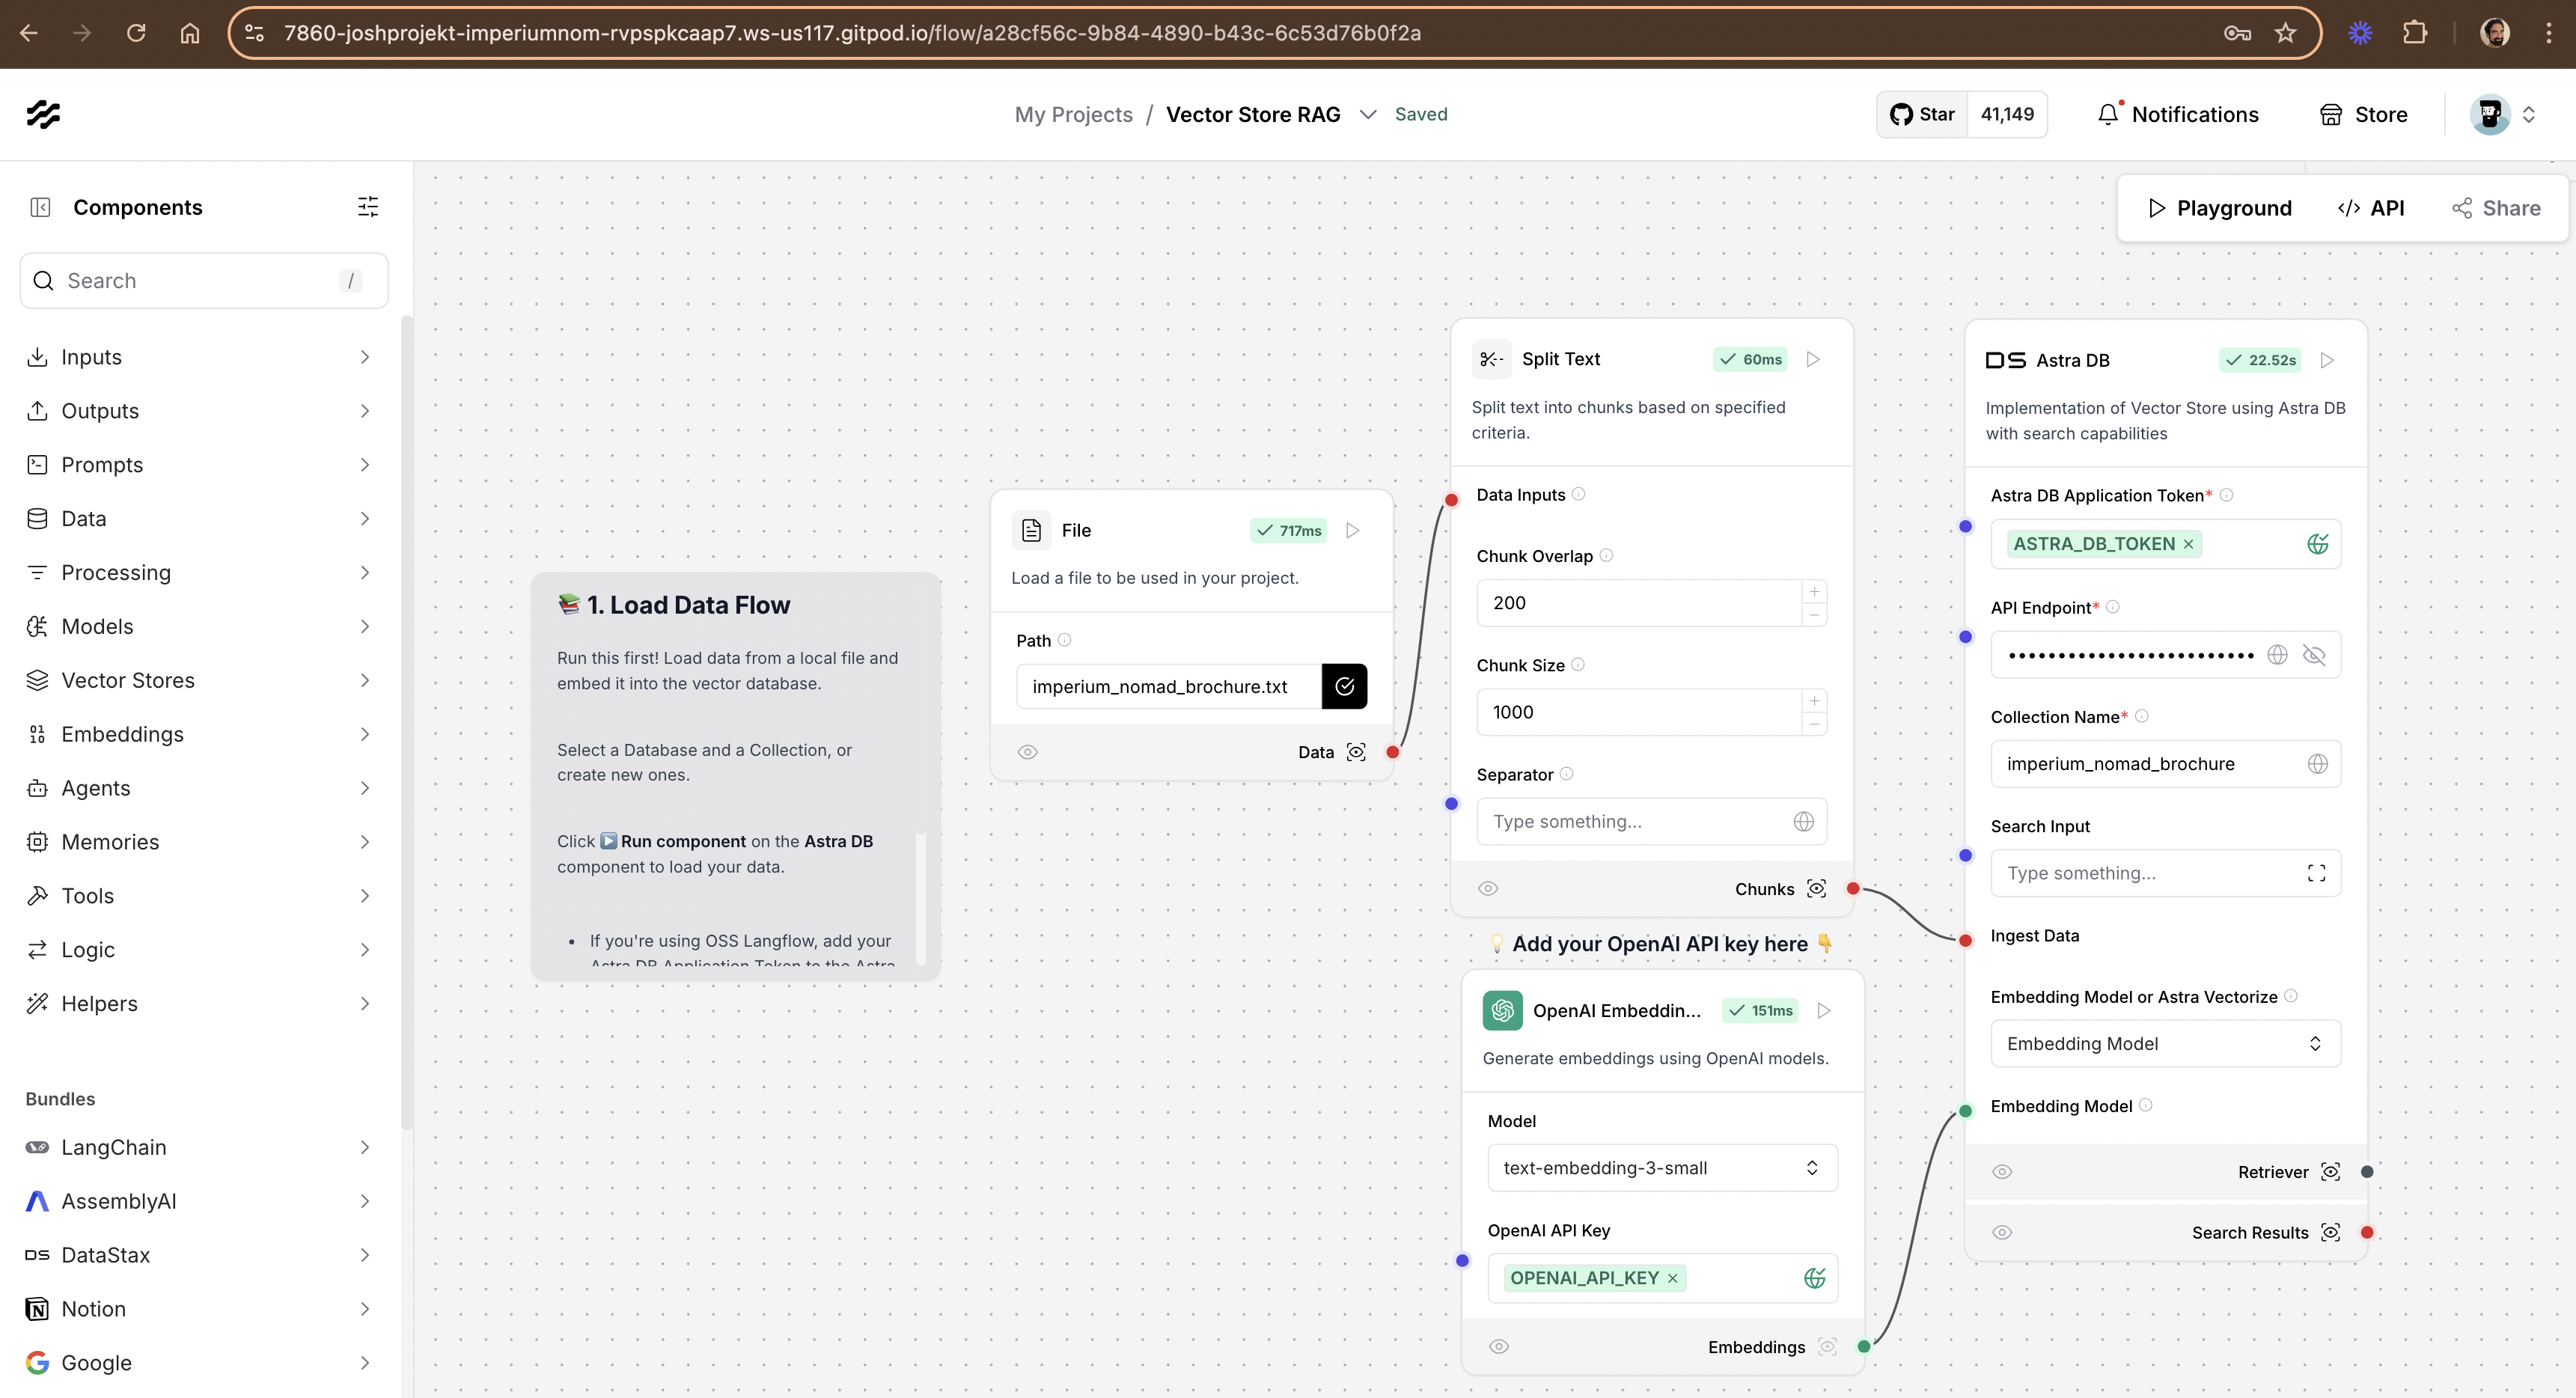 7860-joshprojekt-imperiumnom-rvpspkcaap7.ws-us117.gitpod.io/flow/a28cf56c-9b84-4890-b43c-6c53d76b0f2a
My Projects / Vector Store RAG Saved
Star 41,149
Notifications
Store
Components
Search /
Inputs
Outputs
Prompts
Data
Processing
Models
Vector Stores
Embeddings
Agents
Memories
Tools
Logic
Helpers
Bundles
LangChain
AssemblyAI
DS DataStax
Notion
Google
Playground
API
Share
📚 1. Load Data Flow
Run this first! Load data from a local file and
embed it into the vector database.
Select a Database and a Collection, or
create new ones.
Click ▶️ Run component on the Astra DB
component to load your data.
• If you're using OSS Langflow, add your
Astra DB Application Token to the Astra
File 717ms
Load a file to be used in your project.
Path
imperium_nomad_brochure.txt
Data
Split Text 60ms
Split text into chunks based on specified
criteria.
Data Inputs
Chunk Overlap
200
Chunk Size
1000
Separator
Type something...
Chunks
💡 Add your OpenAI API key here 👇
OpenAI Embeddin... 151ms
Generate embeddings using OpenAI models.
Model
text-embedding-3-small
OpenAI API Key
OPENAI_API_KEY ×
Embeddings
DS Astra DB 22.52s
Implementation of Vector Store using Astra DB
with search capabilities
Astra DB Application Token*
ASTRA_DB_TOKEN ×
API Endpoint*
••••••••••••••••••••••••
Collection Name*
imperium_nomad_brochure
Search Input
Type something...
Ingest Data
Embedding Model or Astra Vectorize
Embedding Model
Embedding Model
Retriever
Search Results